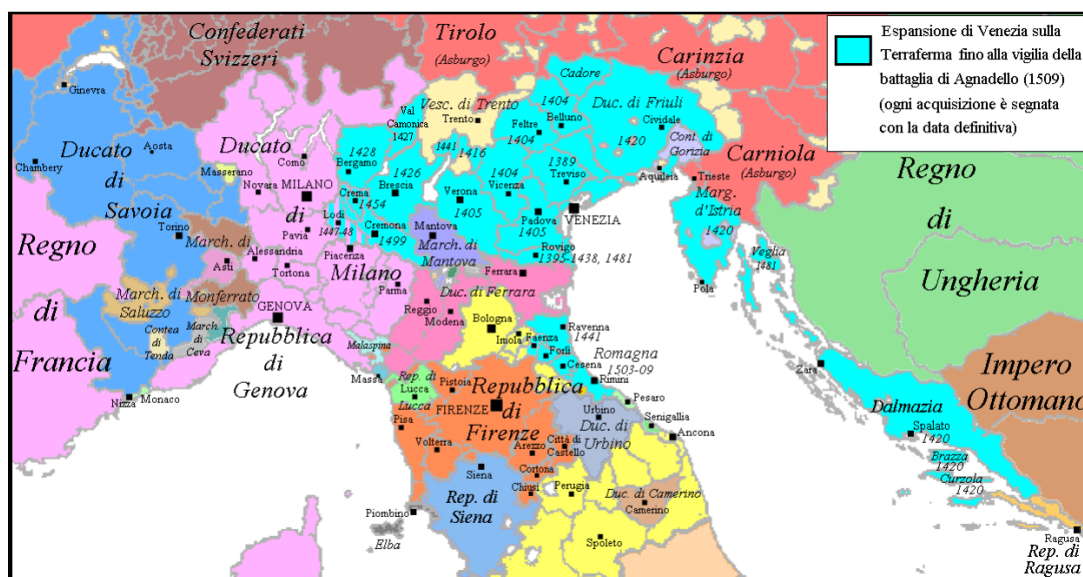 Espansione di Venezia sulla
Terraferma fino alla vigilia della
battaglia di Agnadello (1509)
(ogni acquisizione è segnata
con la data definitiva)
Confederati
Svizzeri
Tirolo
(Asburgo)
Carinzia
(Asburgo)
Cadore
Ginevra
Vesc. di Trento
Trento
Val
Camonica
1427
1404
Belluno
Feltre
1404
Duc. di Friuli
Cividale
1420
Cont. di
Gorizia
Aquileia
Trieste
Carniola
(Asburgo)
Chambery
Aosta
Ducato
di
Savoia
Masserano
Ducato
di
Milano
Como
Novara
MILANO
Pavia
1428
Bergamo
1426
Brescia
Crema
1454
Lodi
1447-48
Cremona
1499
Piacenza
1441
1416
Verona
1405
1404
Vicenza
1389
Treviso
Padova
1405
VENEZIA
Rovigo
1395-1438, 1481
Marg.
d'Istria
1420
Pola
Veglia
1481
Regno
di
Ungheria
Regno
di
Francia
Torino
March. di
Monferrato
Asti
Alessandria
Tortona
March. di
Saluzzo
Contea
di
Tenda
March.
di
Ceva
GENOVA
Repubblica
di
Genova
Nizza
Monaco
Mantova
March. di
Mantova
Parma
Reggio
Modena
Ferrara
Duc. di Ferrara
Bologna
Imola
Faenza
Forlì
Cesena
Ravenna
1441
Romagna
1503-09
Rimini
Malaspina
Massa
Rep. di
Lucca
Lucca
Pistoia
FIRENZE
Repubblica
di
Firenze
Pisa
Volterra
Arezzo
Città di
Castello
Cortona
Chiusi
Siena
Rep. di
Siena
Piombino
Elba
Urbino
Duc. di
Urbino
Pesaro
Senigallia
Ancona
Perugia
Duc. di Camerino
Camerino
Spoleto
Zara
Dalmazia
Spalato
1420
Brazza
1420
Curzola
1420
Impero
Ottomano
Ragusa
Rep. di
Ragusa